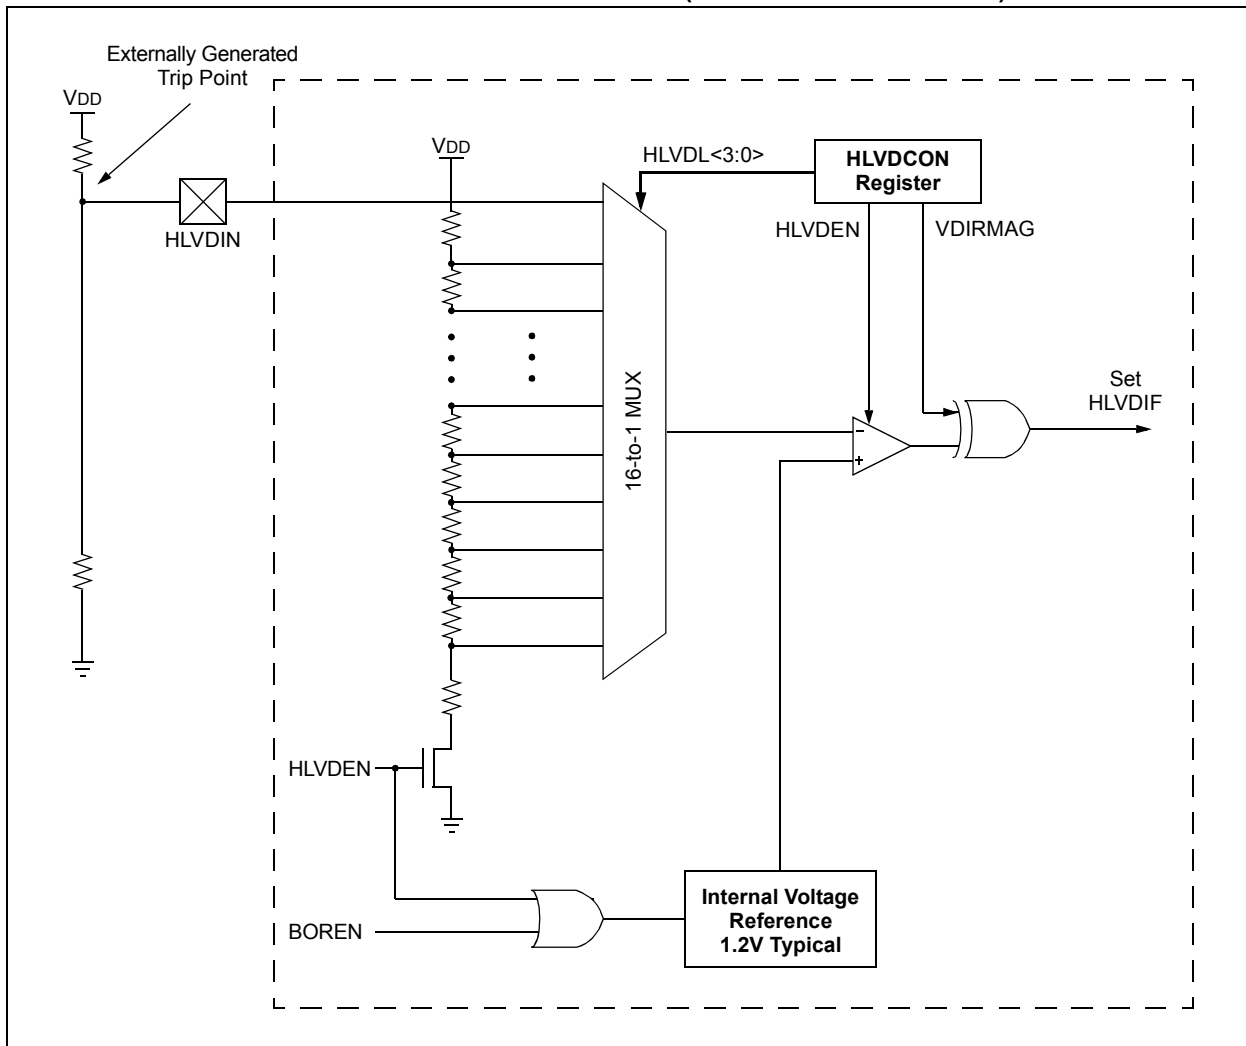 Externally Generated
Trip Point
VDD
VDD
HLVDL<3:0>
HLVDCON
Register
HLVDIN
HLVDEN
VDIRMAG
16-to-1 MUX
-
+
Set
HLVDIF
HLVDEN
BOREN
Internal Voltage
Reference
1.2V Typical